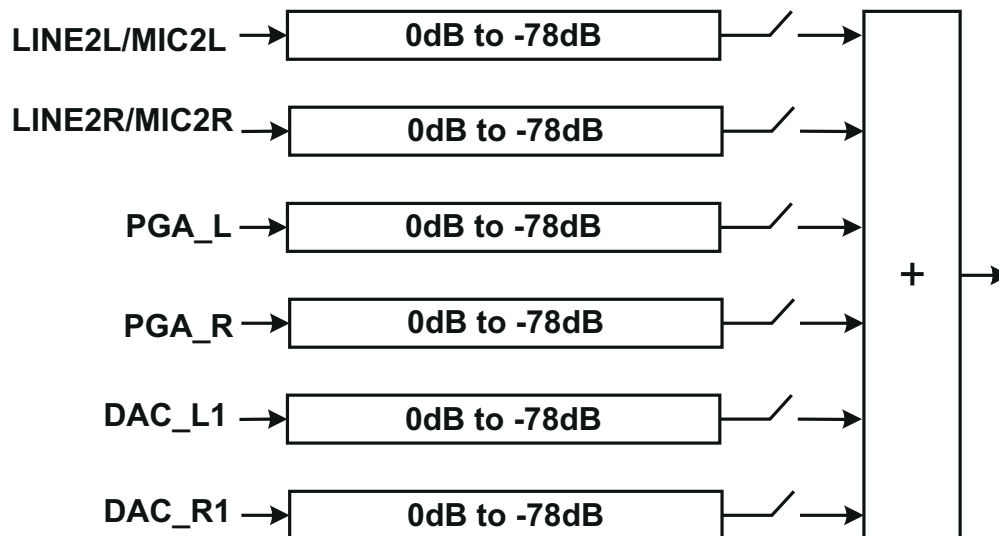 LINE2L/MIC2L 0dB to -78dB
LINE2R/MIC2R 0dB to -78dB
PGA_L 0dB to -78dB
+
PGA_R 0dB to -78dB
DAC_L1 0dB to -78dB
DAC_R1 0dB to -78dB